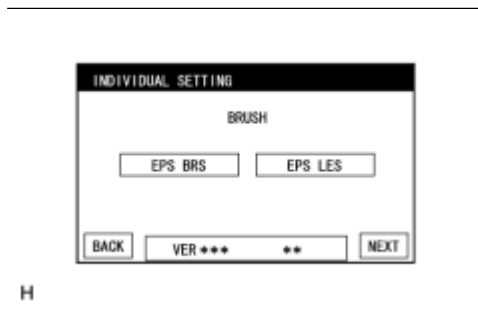 INDIVIDUAL SETTING
BRUSH
EPS BRS EPS LES
BACK VER∗∗∗ ∗∗ NEXT
H